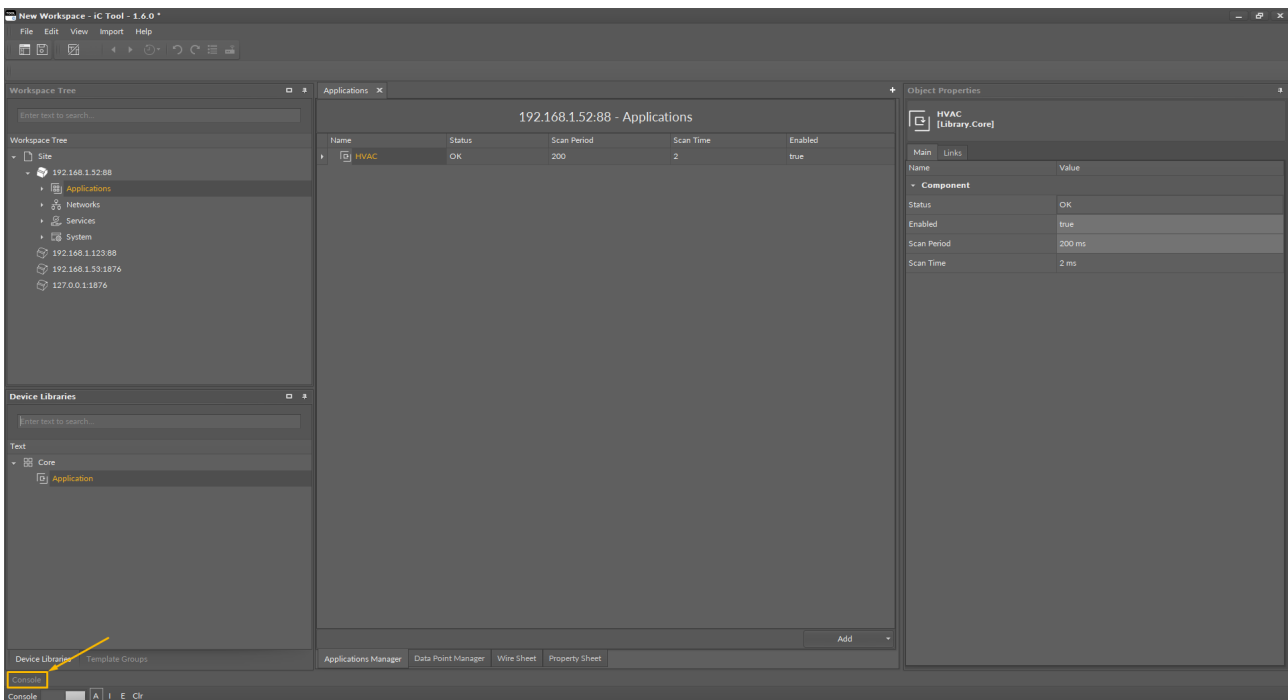 New Workspace - iC Tool - 1.6.0 *
File Edit View Import Help
Workspace Tree
Enter text to search...
Workspace Tree
Site
192.168.1.52:88
Applications
Networks
Services
System
192.168.1.123:88
192.168.1.53:1876
127.0.0.1:1876
Device Libraries
Enter text to search...
Text
Core
Application
Device Libraries Template Groups
Applications
192.168.1.52:88 - Applications
Name Status Scan Period Scan Time Enabled
HVAC OK 200 2 true
Add
Applications Manager Data Point Manager Wire Sheet Property Sheet
Object Properties
HVAC
[Library.Core]
Main Links
Name Value
Component
Status OK
Enabled true
Scan Period 200 ms
Scan Time 2 ms
Console
Console A I E Clr